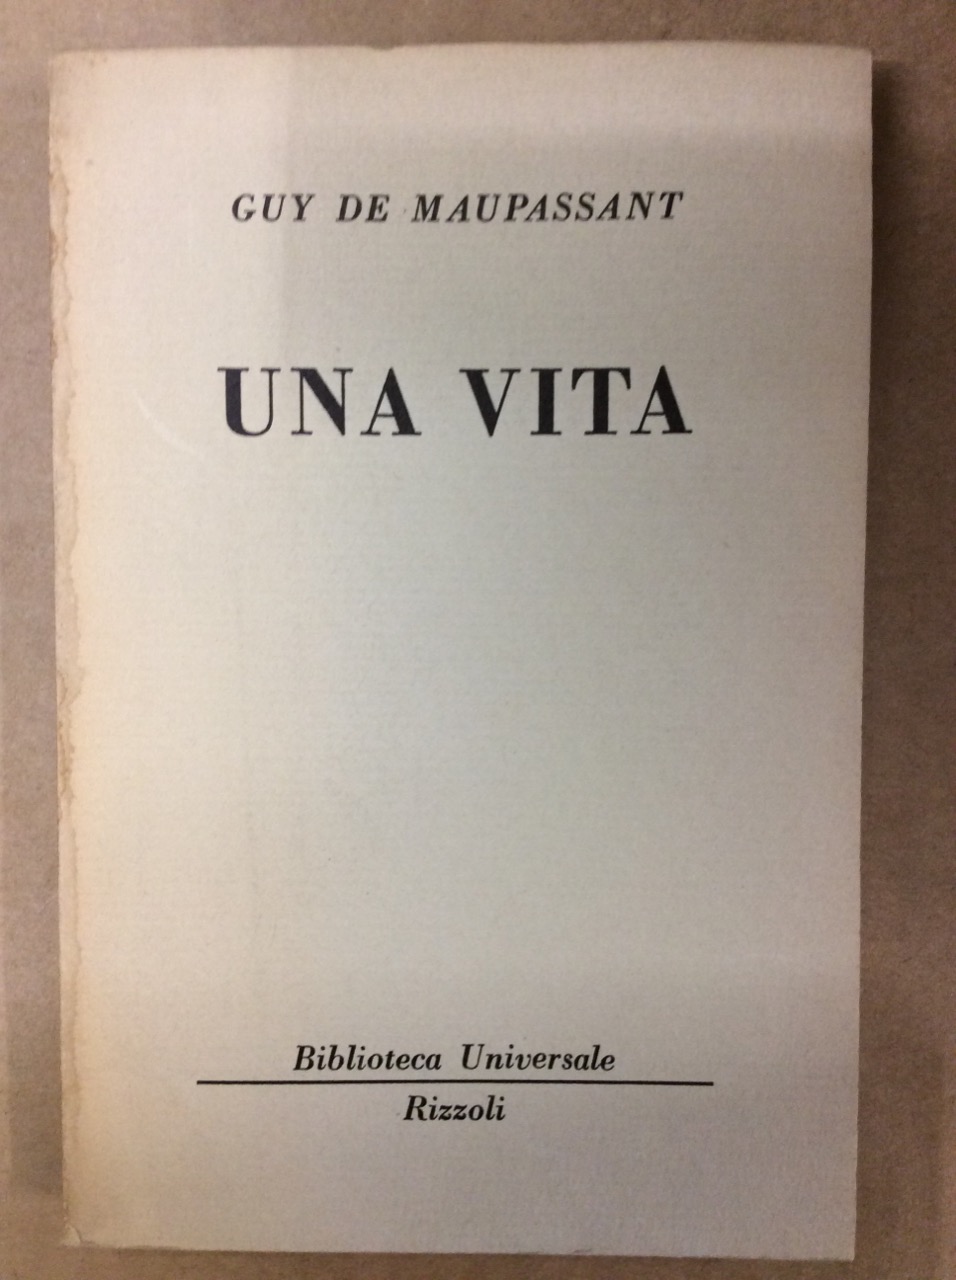 GUY DE MAUPASSANT
UNA VITA
Biblioteca Universale
Rizzoli